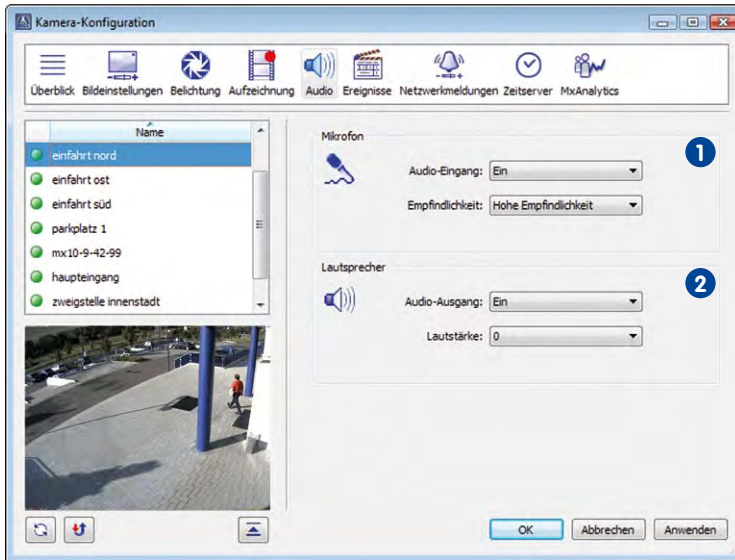 Kamera-Konfiguration
Überblick Bildeinstellungen Belichtung Aufzeichnung Audio Ereignisse Netzwerkmeldungen Zeitserver MxAnalytics
Name
einfahrt nord
einfahrt ost
einfahrt süd
parkplatz 1
mx10-9-42-99
haupteingang
zweigstelle innenstadt
Mikrofon
1
Audio-Eingang: Ein
Empfindlichkeit: Hohe Empfindlichkeit
Lautsprecher
2
Audio-Ausgang: Ein
Lautstärke: 0
OK Abbrechen Anwenden